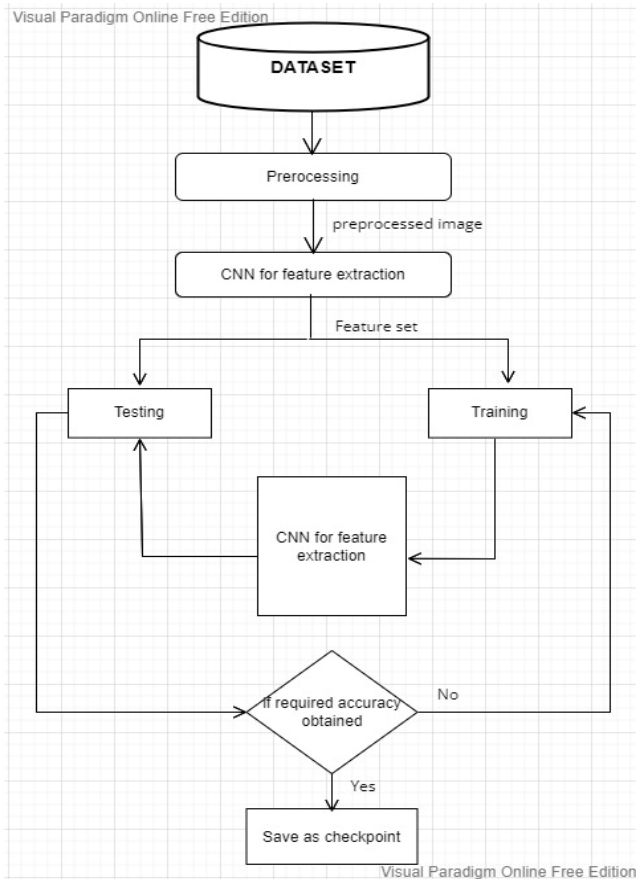 Visual Paradigm Online Free Edition
DATASET
Prerocessing
preprocessed image
CNN for feature extraction
Feature set
Testing
Training
CNN for feature
extraction
If required accuracy
obtained
No
Yes
Save as checkpoint
Visual Paradigm Online Free Edition